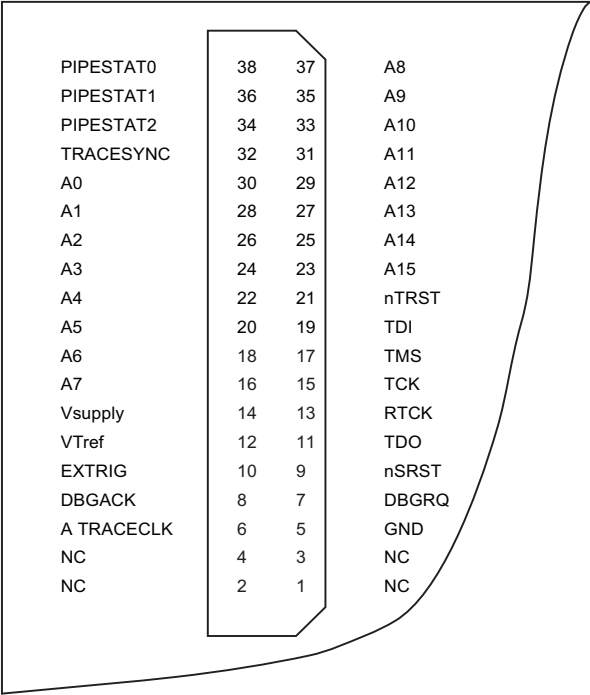 PIPESTAT0 38 37 A8
PIPESTAT1 36 35 A9
PIPESTAT2 34 33 A10
TRACESYNC 32 31 A11
A0 30 29 A12
A1 28 27 A13
A2 26 25 A14
A3 24 23 A15
A4 22 21 nTRST
A5 20 19 TDI
A6 18 17 TMS
A7 16 15 TCK
Vsupply 14 13 RTCK
VTref 12 11 TDO
EXTRIG 10 9 nSRST
DBGACK 8 7 DBGRQ
A TRACECLK 6 5 GND
NC 4 3 NC
NC 2 1 NC